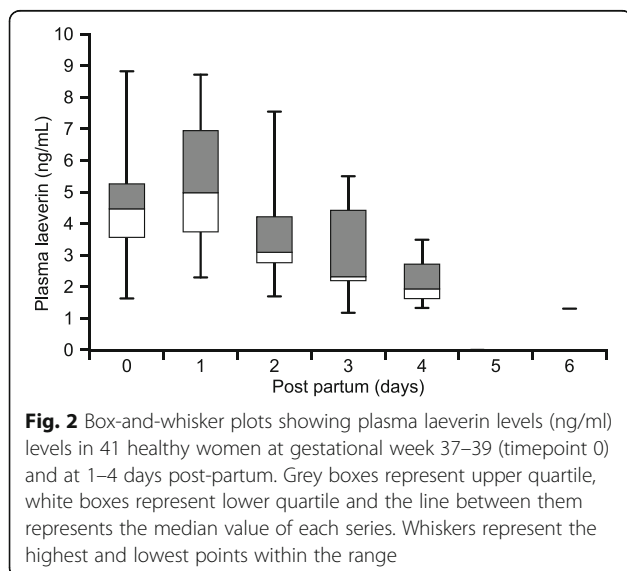 10
9
8
7
6
5
4
3
2
1
0
Plasma laeverin (ng/mL)
0 1 2 3 4 5 6
Post partum (days)
Fig. 2 Box-and-whisker plots showing plasma laeverin levels (ng/ml)
levels in 41 healthy women at gestational week 37–39 (timepoint 0)
and at 1–4 days post-partum. Grey boxes represent upper quartile,
white boxes represent lower quartile and the line between them
represents the median value of each series. Whiskers represent the
highest and lowest points within the range